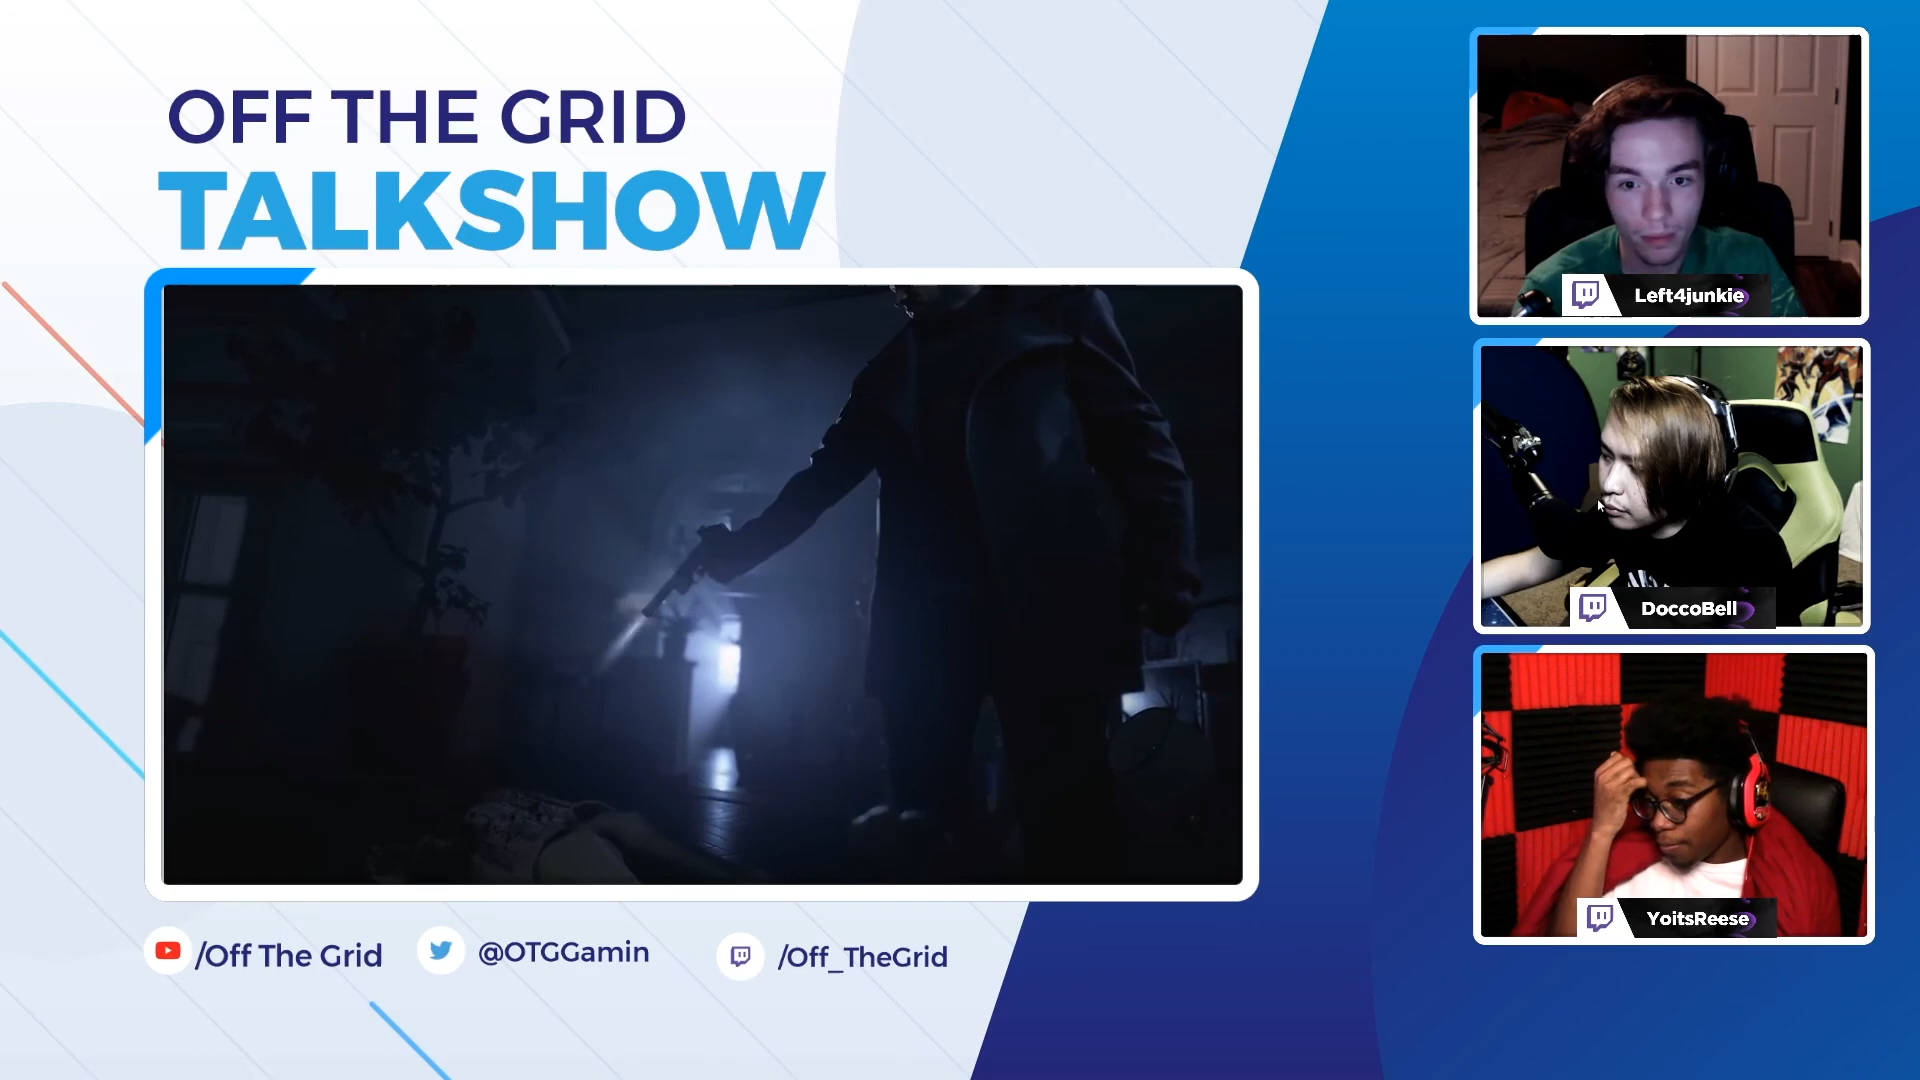 OFF THE GRID
TALKSHOW
Left4junkie
DoccoBell
YoitsReese
/Off The Grid
@OTGGamin
/Off_TheGrid